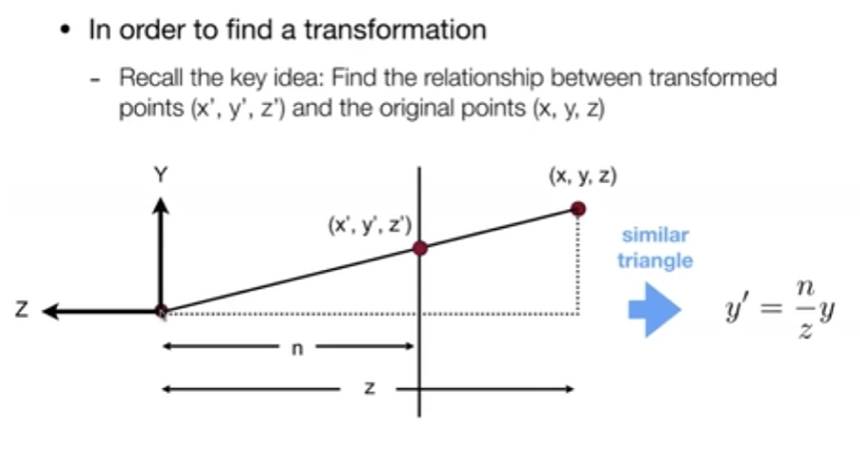 • In order to find a transformation
- Recall the key idea: Find the relationship between transformed
points (x', y', z') and the original points (x, y, z)
Y
(x, y, z)
(x', y', z')
similar
triangle
Z
y' = n/z y
n
z